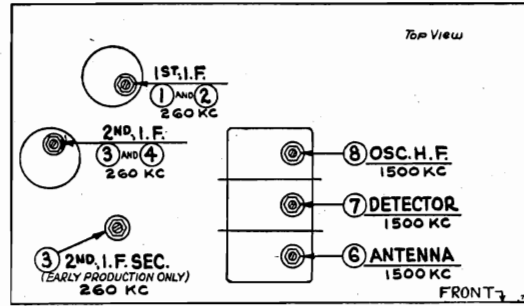 Top View
1ST. I.F.
1 AND 2
260 KC
2ND. I.F.
3 AND 4
260 KC
8 OSC. H.F.
1500 KC
7 DETECTOR
1500 KC
3 2ND. I.F. SEC.
(EARLY PRODUCTION ONLY)
260 KC
6 ANTENNA
1500 KC
FRONT